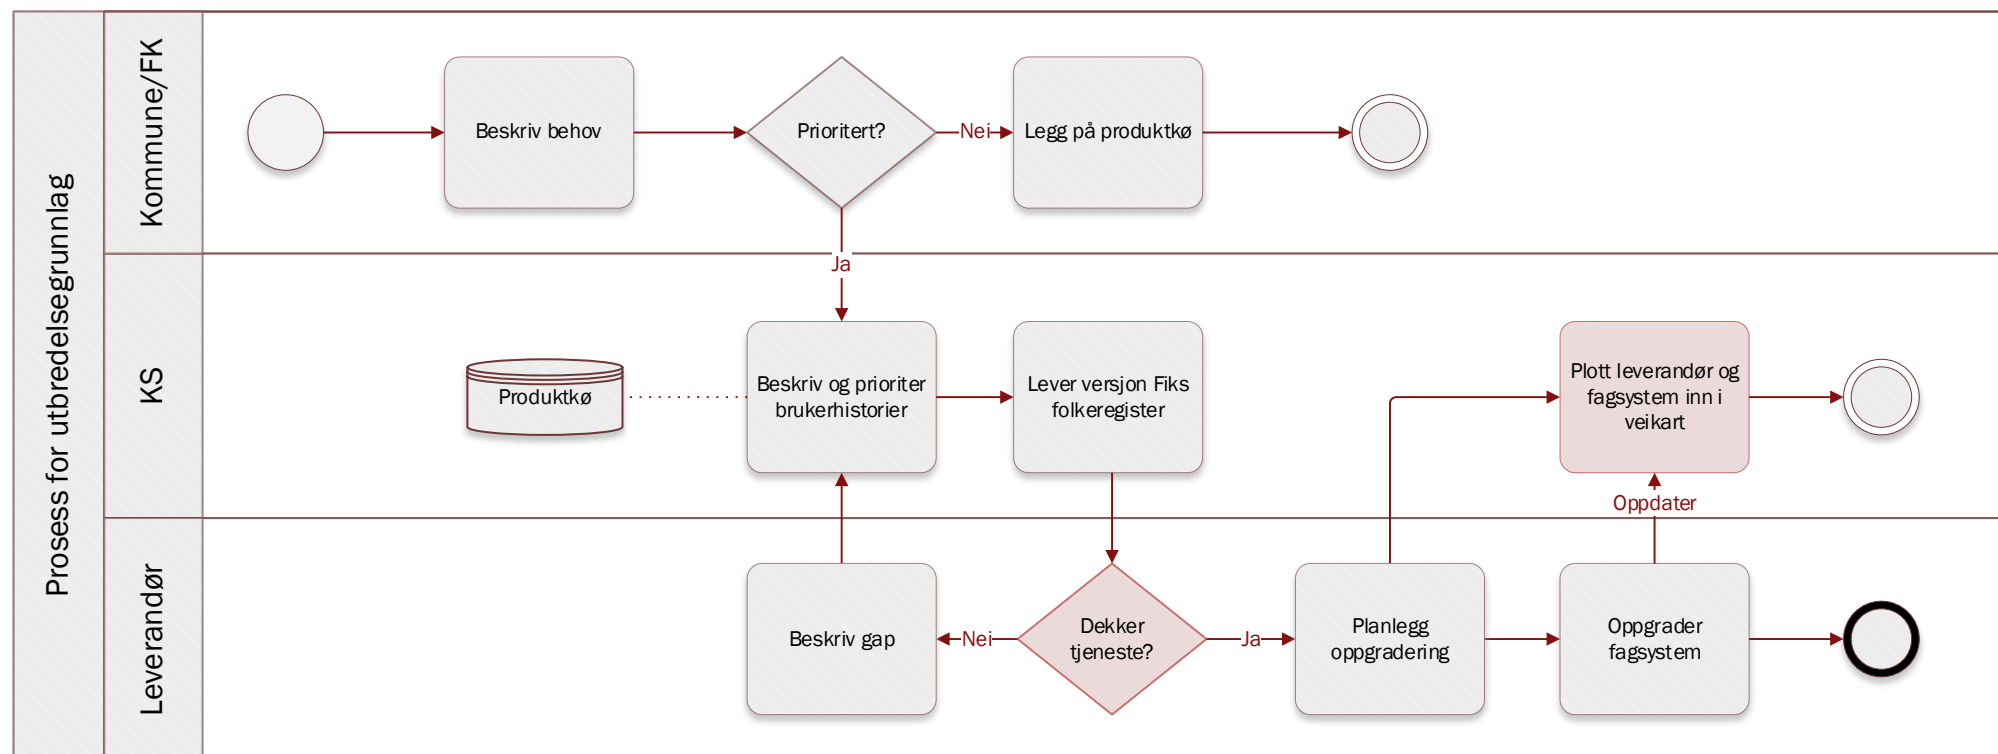 Prosess for utbredelsegrunnlag
Kommune/FK
Beskriv behov
Prioritert?
Nei
Legg på produktkø
Ja
KS
Produktkø
Beskriv og prioriter
brukerhistorier
Lever versjon Fiks
folkeregister
Plott leverandør og
fagsystem inn i
veikart
Oppdater
Leverandør
Beskriv gap
Nei
Dekker
tjeneste?
Ja
Planlegg
oppgradering
Oppgrader
fagsystem